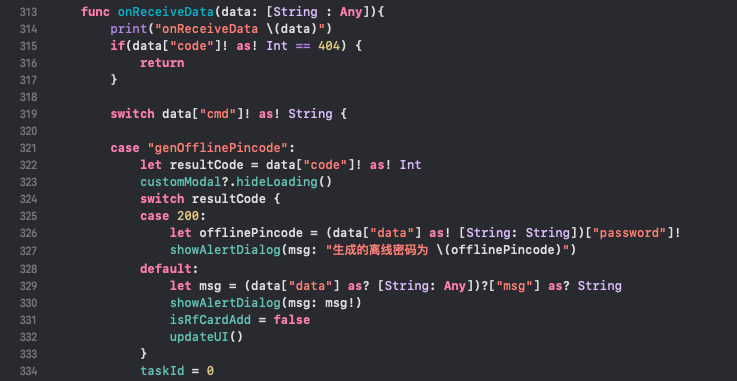 313 func onReceiveData(data: [String : Any]){
314 print("onReceiveData \(data)")
315 if(data["code"]! as! Int == 404) {
316 return
317 }
318
319 switch data["cmd"]! as! String {
320
321 case "genOfflinePincode":
322 let resultCode = data["code"]! as! Int
323 customModal?.hideLoading()
324 switch resultCode {
325 case 200:
326 let offlinePincode = (data["data"] as! [String: String])["password"]!
327 showAlertDialog(msg: "生成的离线密码为 \(offlinePincode)")
328 default:
329 let msg = (data["data"] as? [String: Any])?["msg"] as? String
330 showAlertDialog(msg: msg!)
331 isRfCardAdd = false
332 updateUI()
333 }
334 taskId = 0